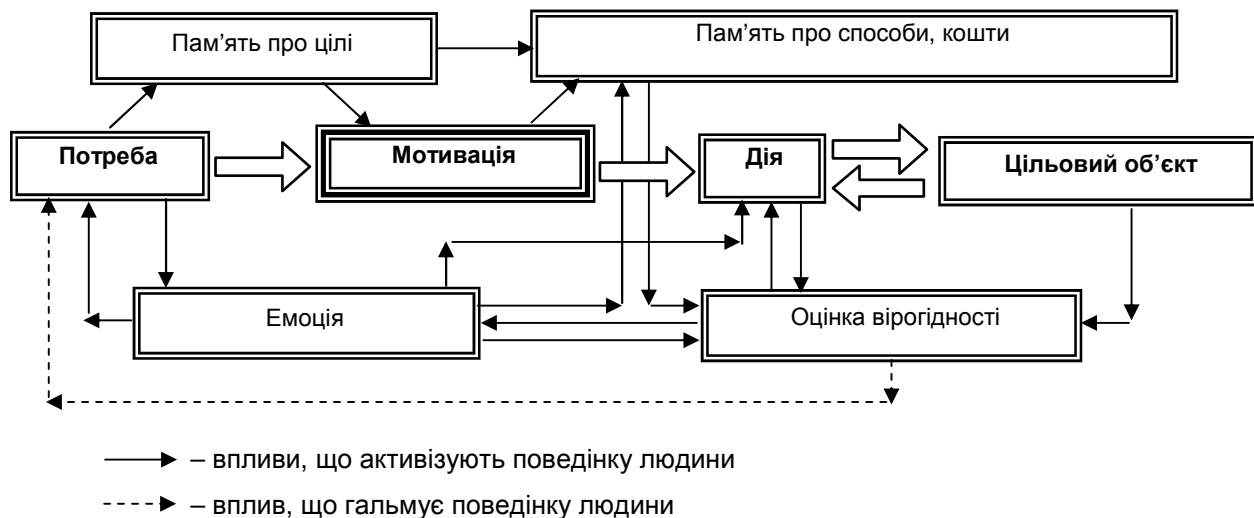 Пам’ять про цілі
Пам’ять про способи, кошти
Потреба
Мотивація
Дія
Цільовий об’єкт
Емоція
Оцінка вірогідності
– впливи, що активізують поведінку людини
– вплив, що гальмує поведінку людини